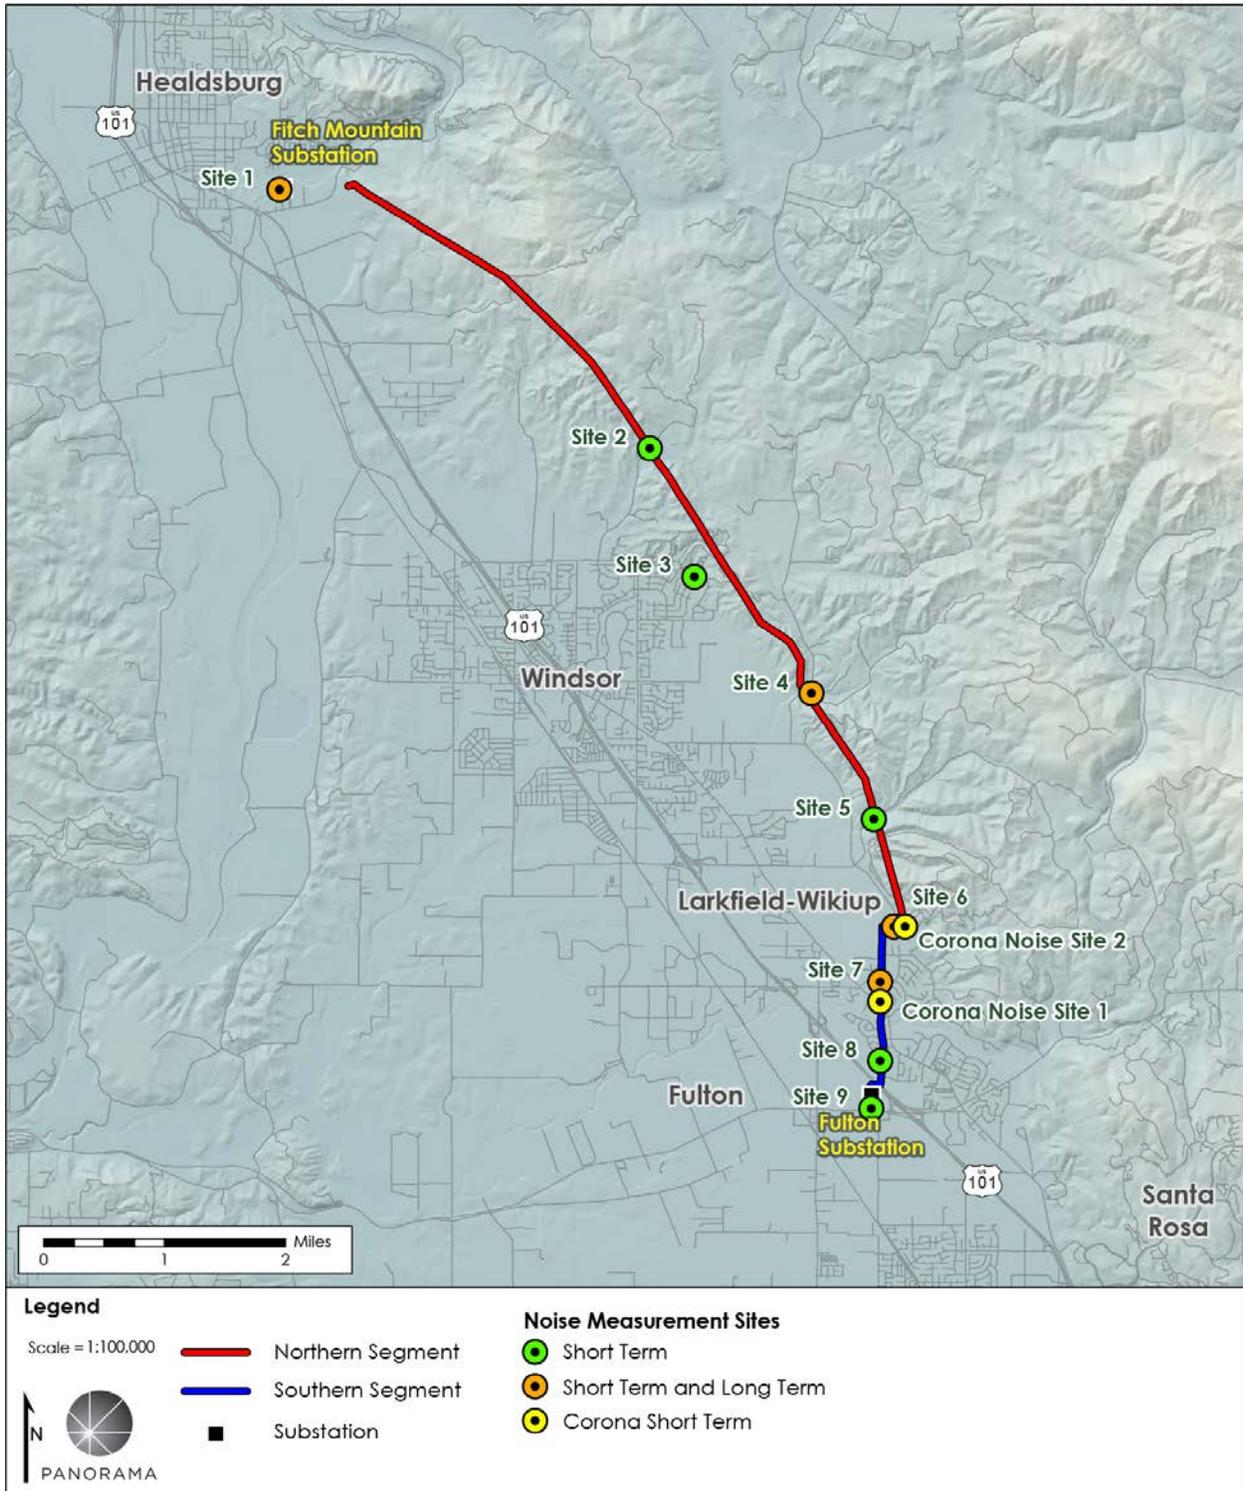 Healdsburg
US
101
Fitch Mountain
Substation
Site 1
Site 2
Site 3
US
101
Windsor
Site 4
Site 5
Larkfield-Wikiup
Site 6
Corona Noise Site 2
Site 7
Corona Noise Site 1
Site 8
Fulton
Site 9
Fulton
Substation
US
101
Santa
Rosa
Miles
0 1 2
Legend
Scale = 1:100,000
Northern Segment
Southern Segment
Substation
N
PANORAMA
Noise Measurement Sites
Short Term
Short Term and Long Term
Corona Short Term